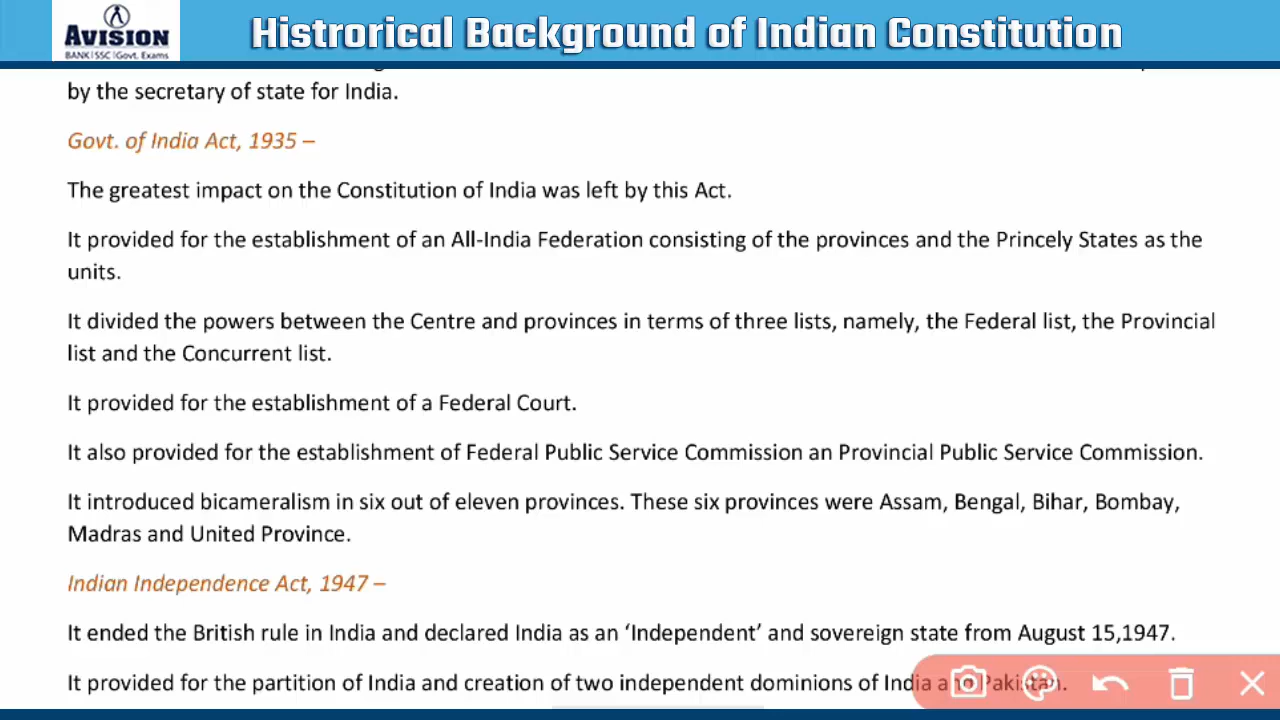 AVISION
BANK|SSC|Govt. Exams
Histrorical Background of Indian Constitution
by the secretary of state for India.
Govt. of India Act, 1935 –
The greatest impact on the Constitution of India was left by this Act.
It provided for the establishment of an All-India Federation consisting of the provinces and the Princely States as the
units.
It divided the powers between the Centre and provinces in terms of three lists, namely, the Federal list, the Provincial
list and the Concurrent list.
It provided for the establishment of a Federal Court.
It also provided for the establishment of Federal Public Service Commission an Provincial Public Service Commission.
It introduced bicameralism in six out of eleven provinces. These six provinces were Assam, Bengal, Bihar, Bombay,
Madras and United Province.
Indian Independence Act, 1947 –
It ended the British rule in India and declared India as an ‘Independent’ and sovereign state from August 15,1947.
It provided for the partition of India and creation of two independent dominions of India and Pakistan.